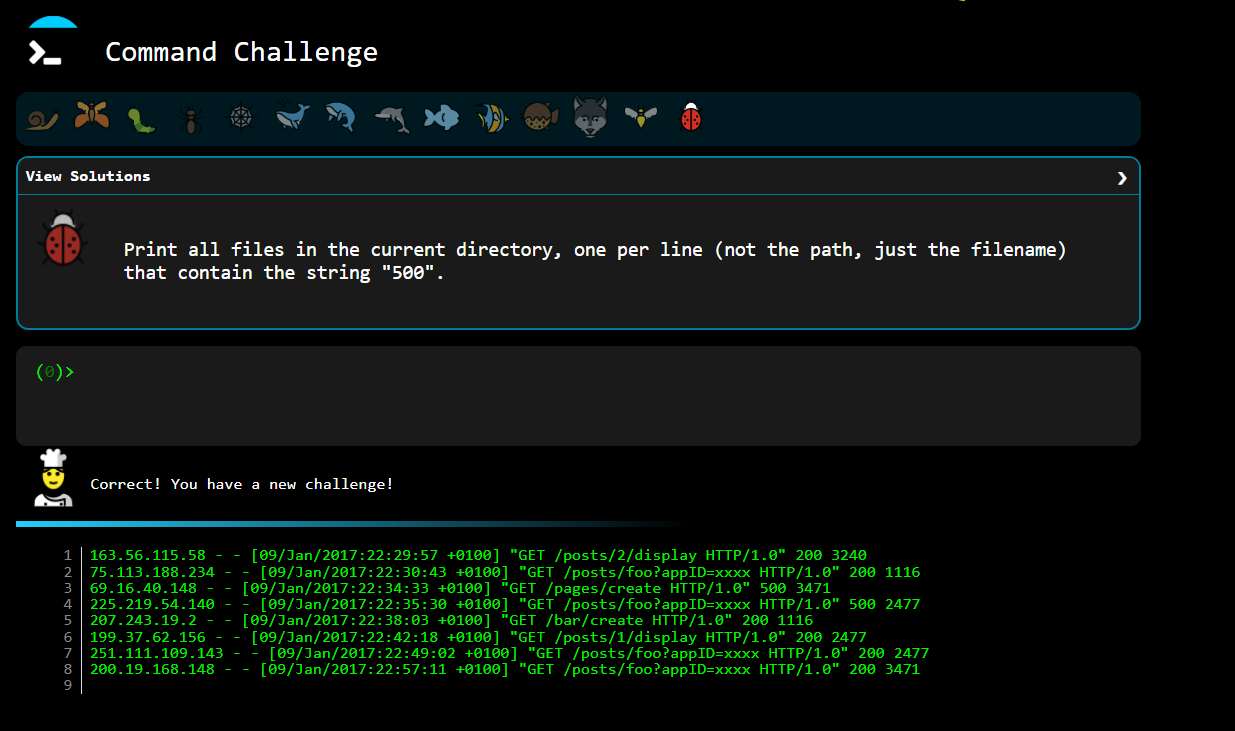 Command Challenge
View Solutions
Print all files in the current directory, one per line (not the path, just the filename)
that contain the string "500".
(0)>
Correct! You have a new challenge!
1 163.56.115.58 - - [09/Jan/2017:22:29:57 +0100] "GET /posts/2/display HTTP/1.0" 200 3240
2 75.113.188.234 - - [09/Jan/2017:22:30:43 +0100] "GET /posts/foo?appID=xxxx HTTP/1.0" 200 1116
3 69.16.40.148 - - [09/Jan/2017:22:34:33 +0100] "GET /pages/create HTTP/1.0" 500 3471
4 225.219.54.140 - - [09/Jan/2017:22:35:30 +0100] "GET /posts/foo?appID=xxxx HTTP/1.0" 500 2477
5 207.243.19.2 - - [09/Jan/2017:22:38:03 +0100] "GET /bar/create HTTP/1.0" 200 1116
6 199.37.62.156 - - [09/Jan/2017:22:42:18 +0100] "GET /posts/1/display HTTP/1.0" 200 2477
7 251.111.109.143 - - [09/Jan/2017:22:49:02 +0100] "GET /posts/foo?appID=xxxx HTTP/1.0" 200 2477
8 200.19.168.148 - - [09/Jan/2017:22:57:11 +0100] "GET /posts/foo?appID=xxxx HTTP/1.0" 200 3471
9